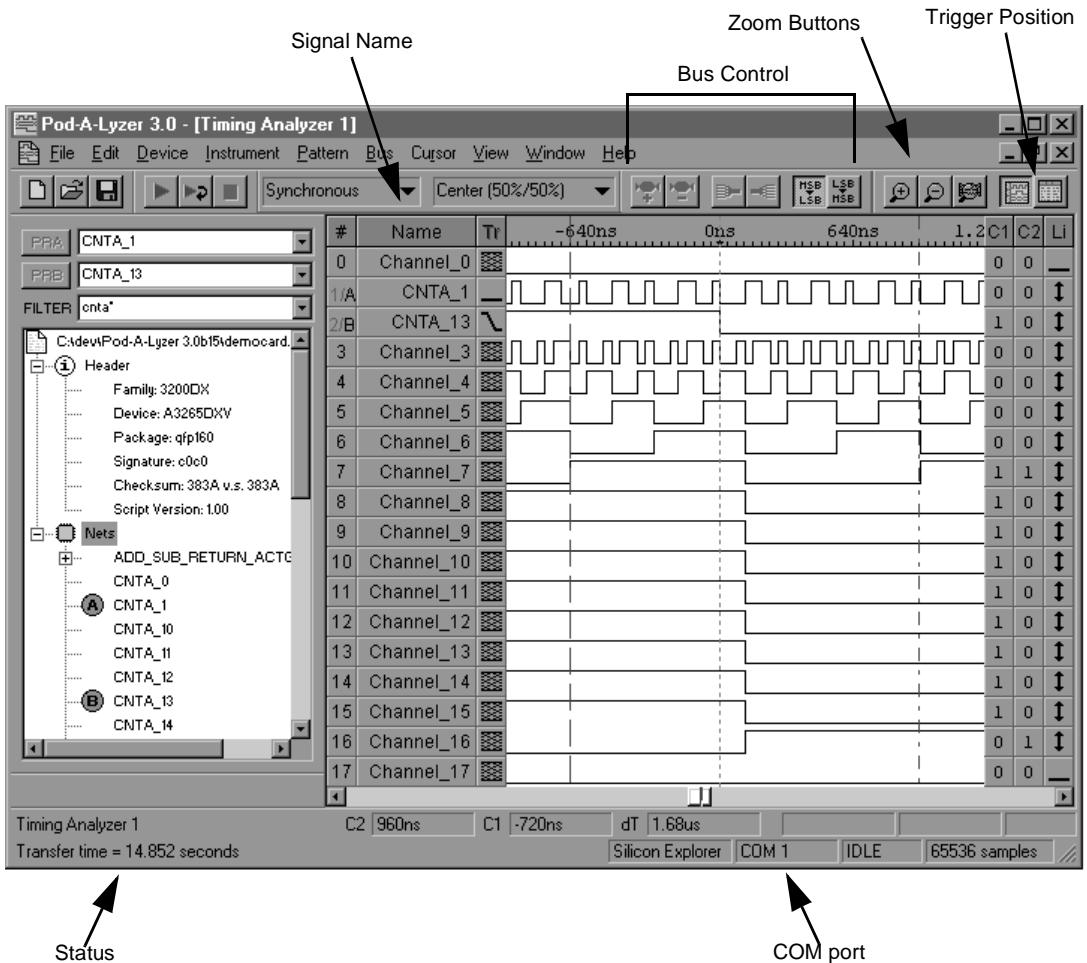 Signal Name
Zoom Buttons
Trigger Position
Bus Control
Pod-A-Lyzer 3.0 - [Timing Analyzer 1]
File Edit Device Instrument Pattern Bus Cursor View Window Help
Synchronous Center (50%/50%) MSB LSB LSB MSB
PRA CNTA_1
PRB CNTA_13
FILTER cnta*
C:\dev\Pod-A-Lyzer 3.0b15\democard.
Header
Family: 3200DX
Device: A3265DXV
Package: qfp160
Signature: c0c0
Checksum: 383A v.s. 383A
Script Version: 1.00
Nets
ADD_SUB_RETURN_ACTG
CNTA_0
A CNTA_1
CNTA_10
CNTA_11
CNTA_12
B CNTA_13
CNTA_14
# Name Tr -640ns 0ns 640ns 1.2 C1 C2 Li
0 Channel_0 0 0
1/A CNTA_1 0 0
2/B CNTA_13 1 0
3 Channel_3 0 0
4 Channel_4 0 0
5 Channel_5 0 0
6 Channel_6 0 0
7 Channel_7 1 1
8 Channel_8 1 0
9 Channel_9 1 0
10 Channel_10 1 0
11 Channel_11 1 0
12 Channel_12 1 0
13 Channel_13 1 0
14 Channel_14 1 0
15 Channel_15 1 0
16 Channel_16 0 1
17 Channel_17 0 0
Timing Analyzer 1 C2 960ns C1 -720ns dT 1.68us
Transfer time = 14.852 seconds Silicon Explorer COM 1 IDLE 65536 samples
Status
COM port